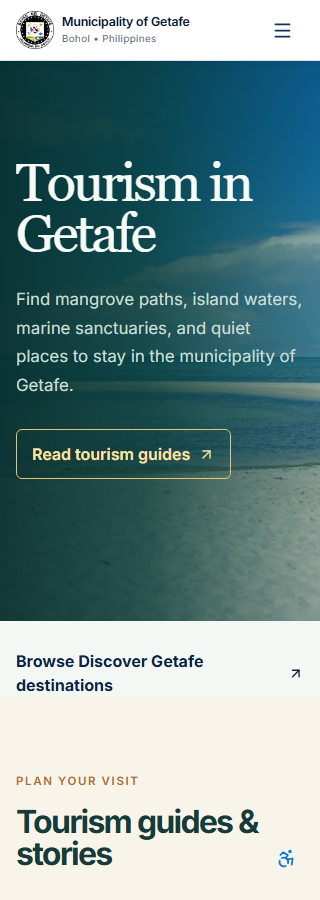 Municipality of Getafe
Bohol • Philippines
Tourism in
Getafe
Find mangrove paths, island waters,
marine sanctuaries, and quiet
places to stay in the municipality of
Getafe.
Read tourism guides
Browse Discover Getafe
destinations
PLAN YOUR VISIT
Tourism guides &
stories